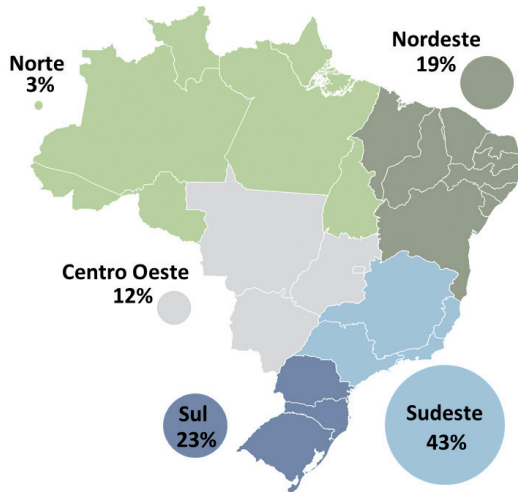 Norte
3%
Nordeste
19%
Centro Oeste
12%
Sul
23%
Sudeste
43%